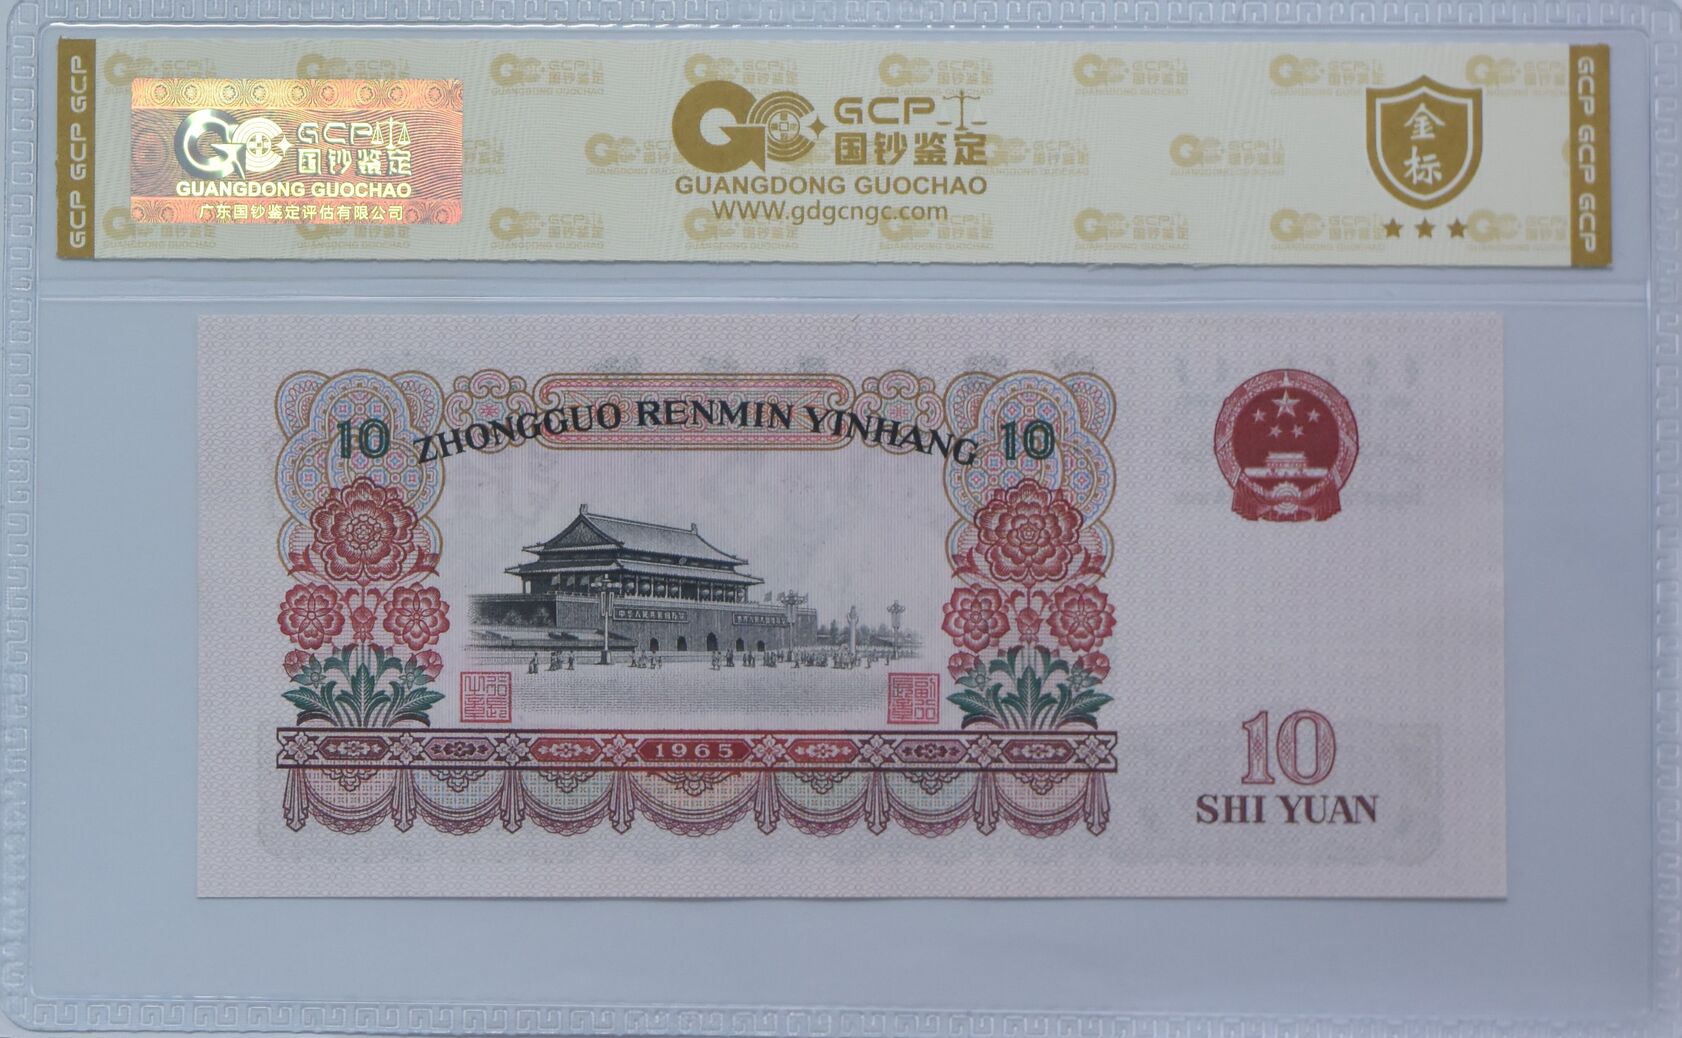 GCP GCP GCP
GCP
国钞鉴定
GUANGDONG GUOCHAO
广东国钞鉴定评估有限公司
GCP
国钞鉴定
GUANGDONG GUOCHAO
www.gdgcngc.com
金标
GCP GCP GCP
10 ZHONGGUO RENMIN YINHANG 10
1965
10
SHI YUAN